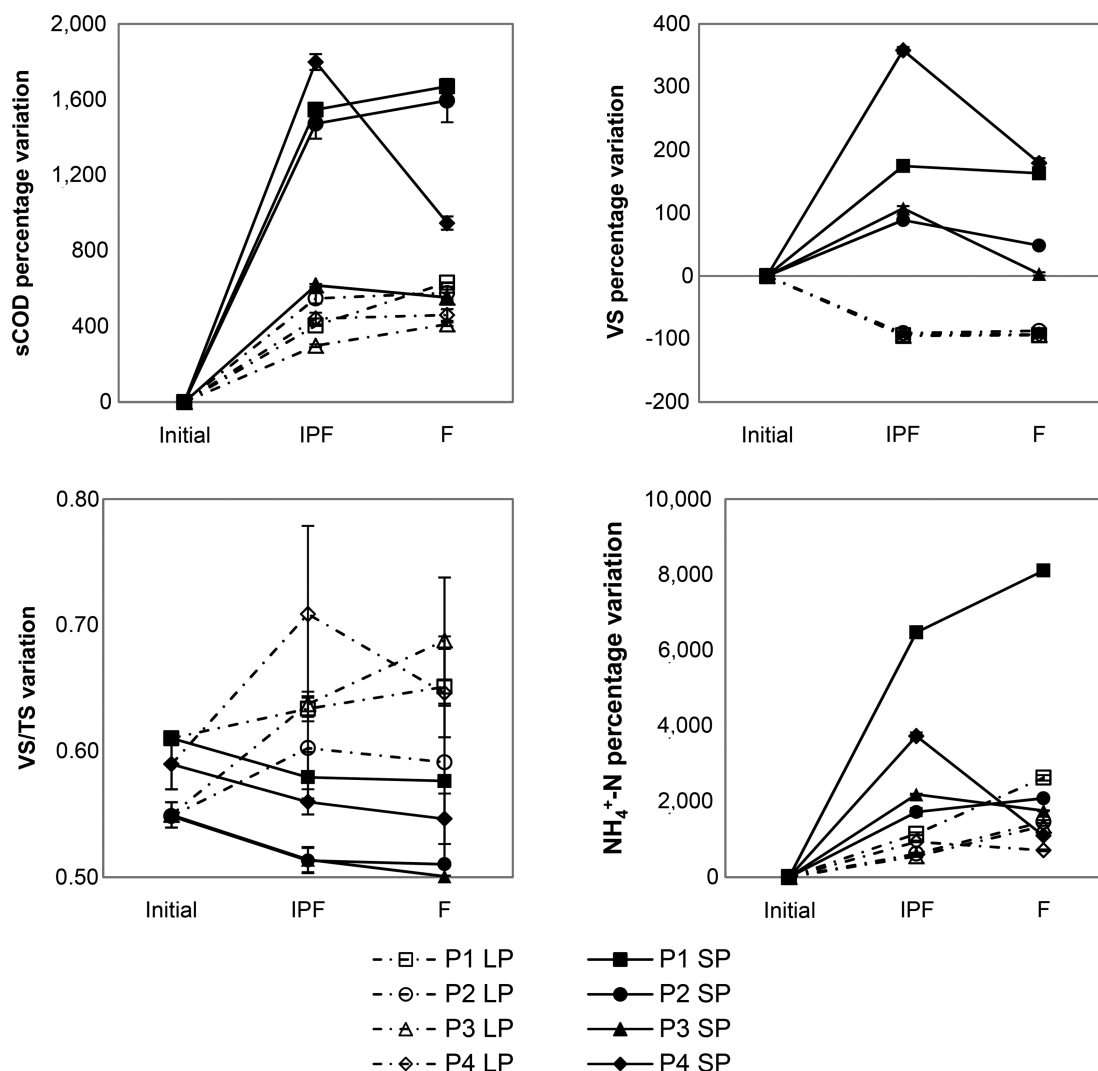 sCOD percentage variation
2,000
1,600
1,200
800
400
0
Initial IPF F
VS percentage variation
400
300
200
100
0
-100
-200
Initial IPF F
VS/TS variation
0.80
0.70
0.60
0.50
Initial IPF F
NH₄⁺-N percentage variation
10,000
8,000
6,000
4,000
2,000
0
Initial IPF F
P1 LP P1 SP
P2 LP P2 SP
P3 LP P3 SP
P4 LP P4 SP